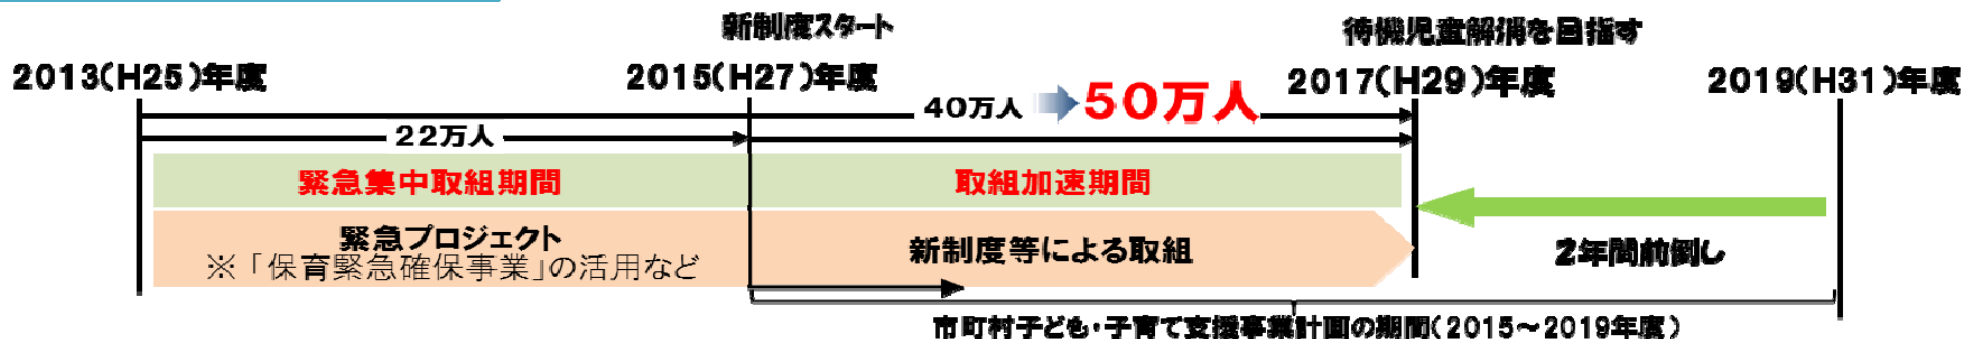 新制度スタート
待機児童解消を目指す
2013(H25)年度
2015(H27)年度
2017(H29)年度
2019(H31)年度
40万人
50万人
22万人
緊急集中取組期間
取組加速期間
緊急プロジェクト
※「保育緊急確保事業」の活用など
新制度等による取組
2年間前倒し
市町村子ども・子育て支援事業計画の期間(2015～2019年度)